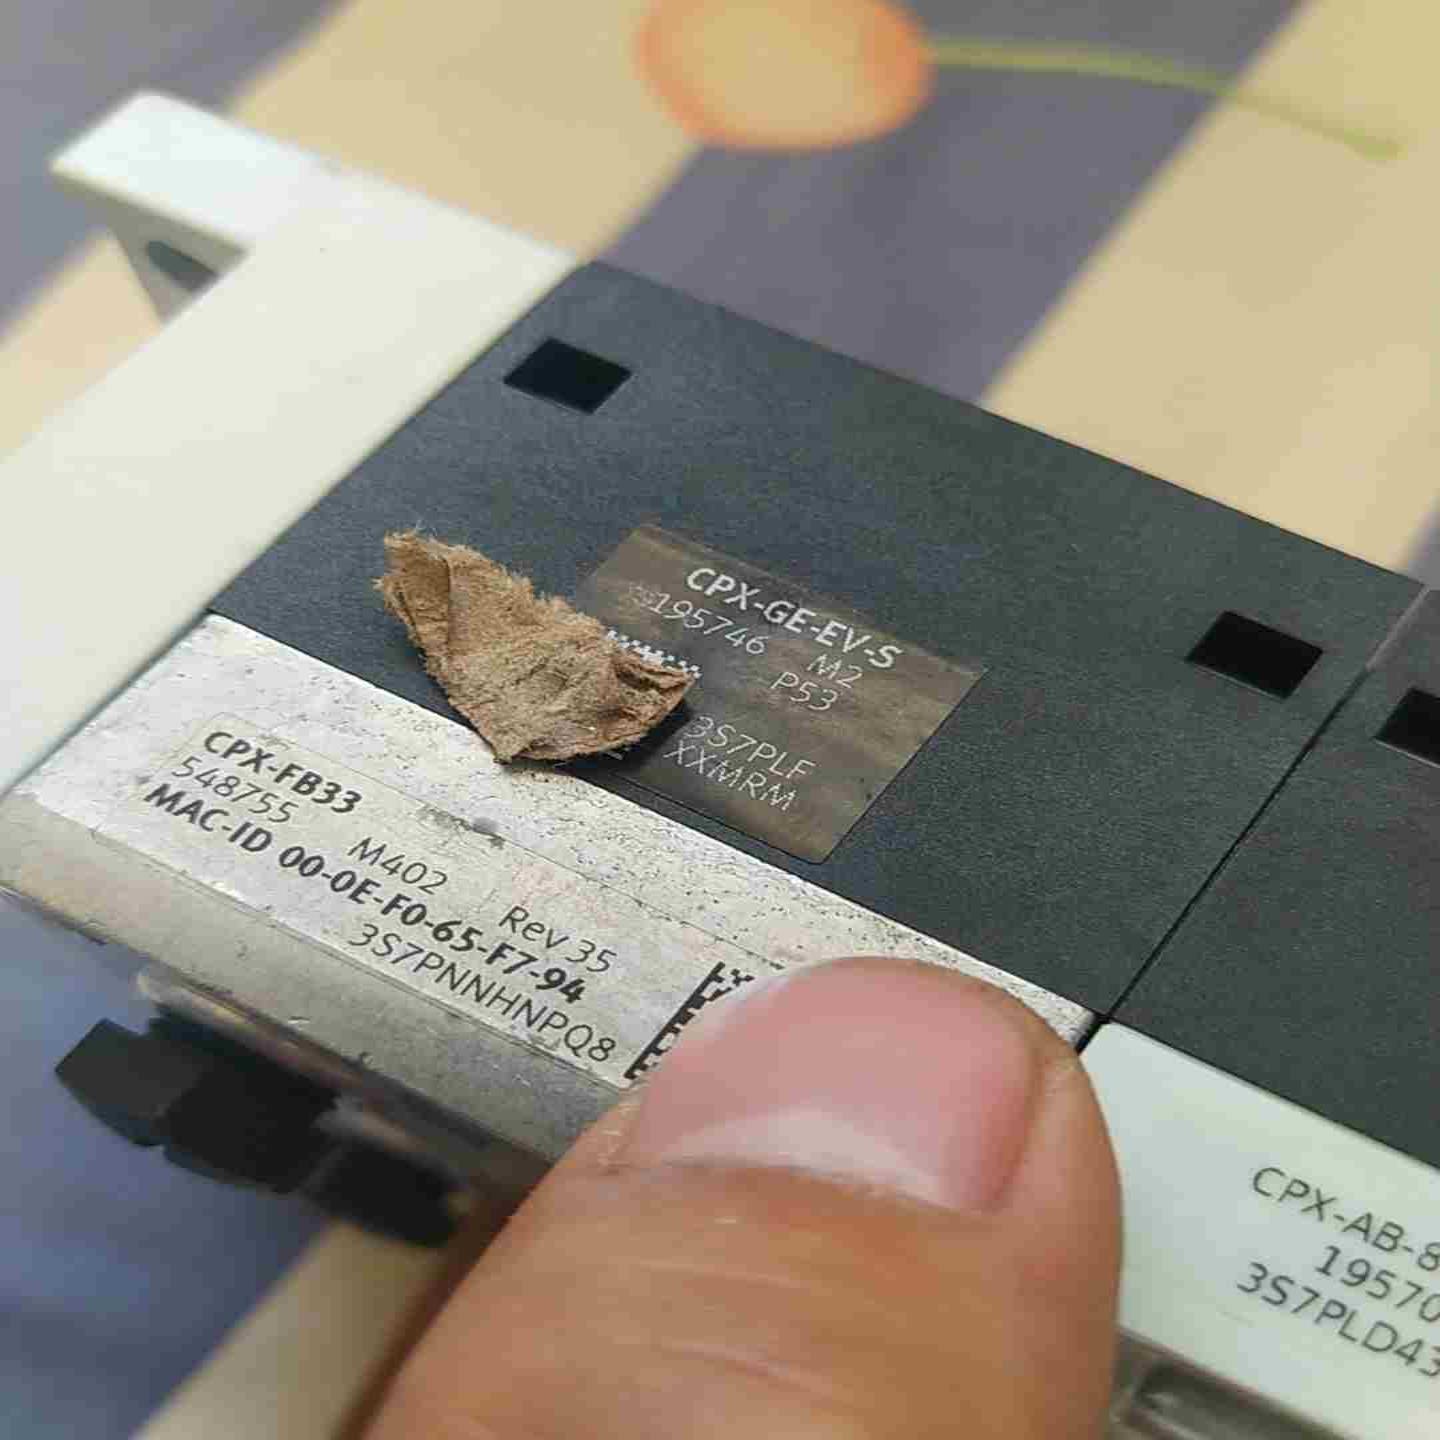 CPX-GE-EV-S
195746 M2
P53
3S7PLF
XXMRM
CPX-FB33
548755 M402 Rev 35
MAC-ID 00-0E-F0-65-F7-94
3S7PNNHNPQ8
CPX-AB-8
19570
3S7PLD43